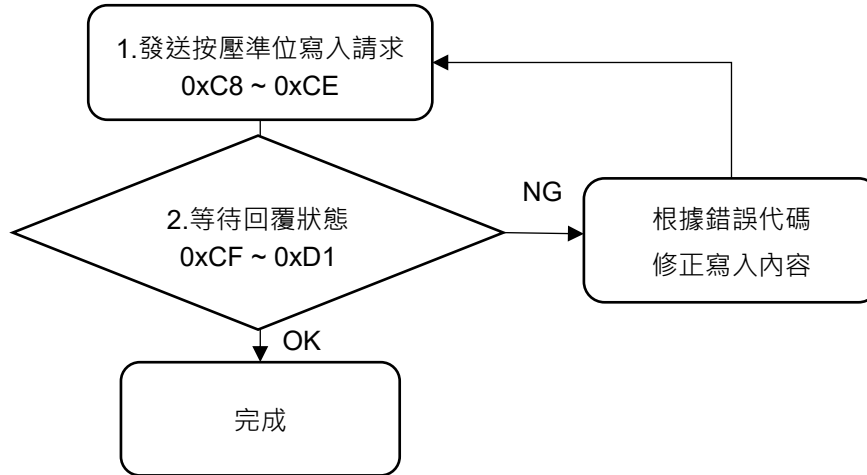 1.發送按壓準位寫入請求
0xC8 ~ 0xCE
2.等待回覆狀態
0xCF ~ 0xD1
NG
根據錯誤代碼
修正寫入內容
OK
完成